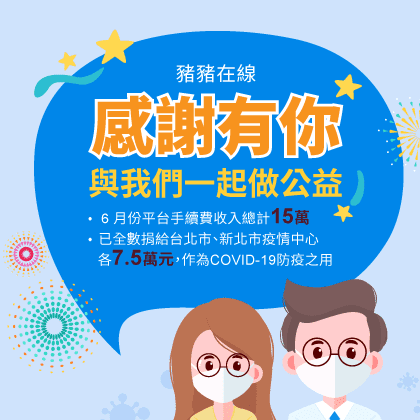 豬豬在線
感謝有你
與我們一起做公益
• 6 月份平台手續費收入總計15萬
• 已全數捐給台北市、新北市疫情中心
各7.5萬元，作為COVID-19防疫之用